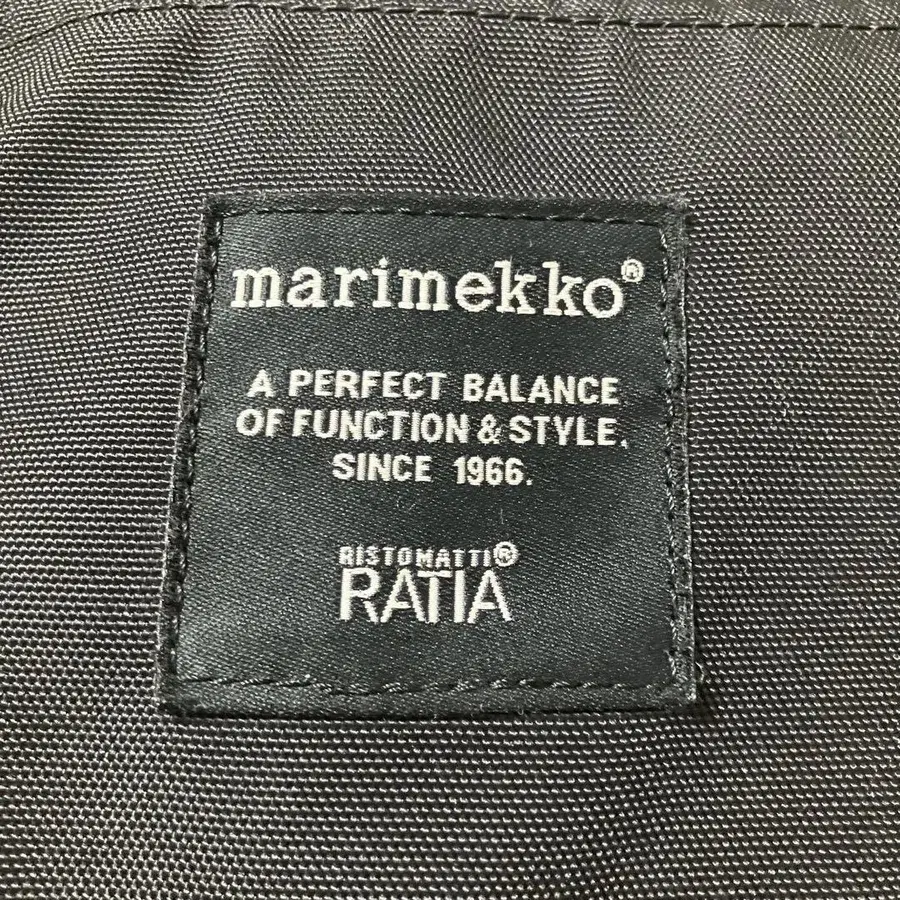 marimekko®
A PERFECT BALANCE
OF FUNCTION & STYLE.
SINCE 1966.
RISTOMATTI®
RATIA